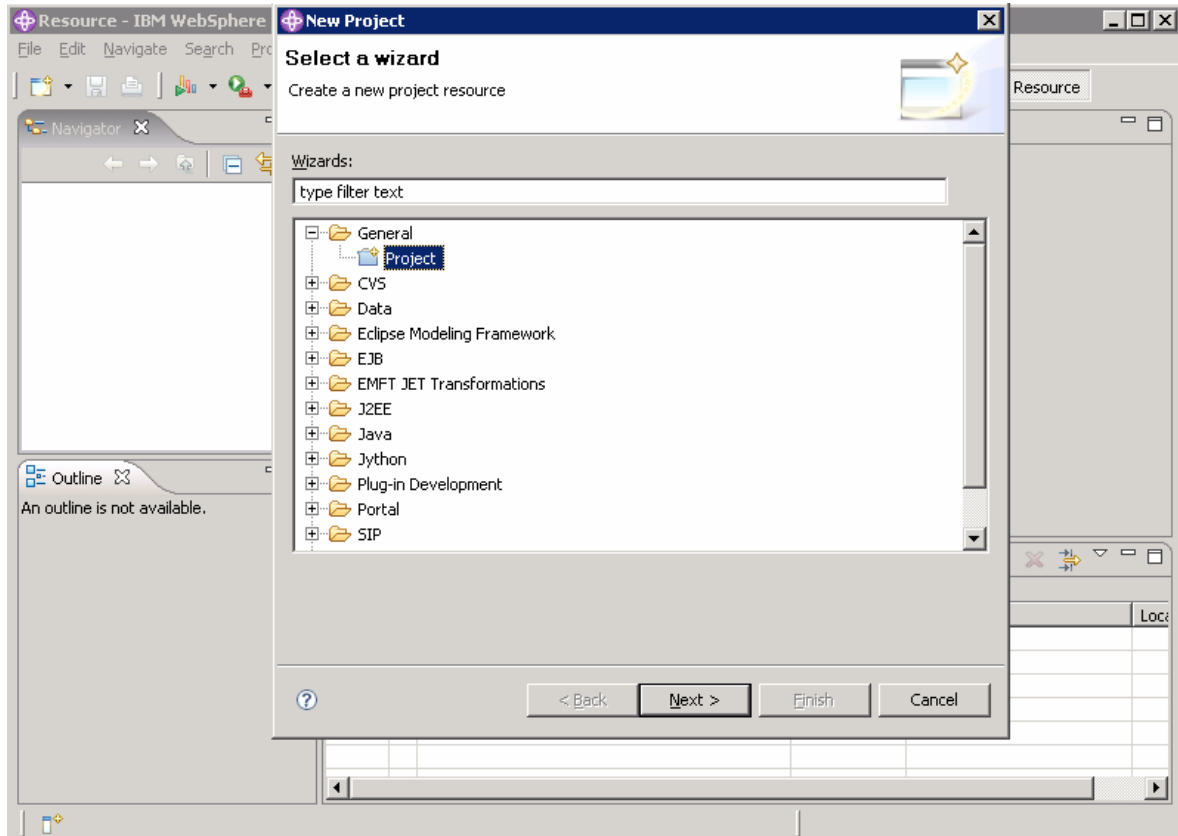 Resource - IBM WebSphere
New Project
File Edit Navigate Search Pro
Select a wizard
Create a new project resource
Resource
Navigator
Wizards:
type filter text
General
Project
CVS
Data
Eclipse Modeling Framework
EJB
EMFT JET Transformations
J2EE
Java
Jython
Plug-in Development
Portal
SIP
Outline
An outline is not available.
Loca
< Back
Next >
Finish
Cancel